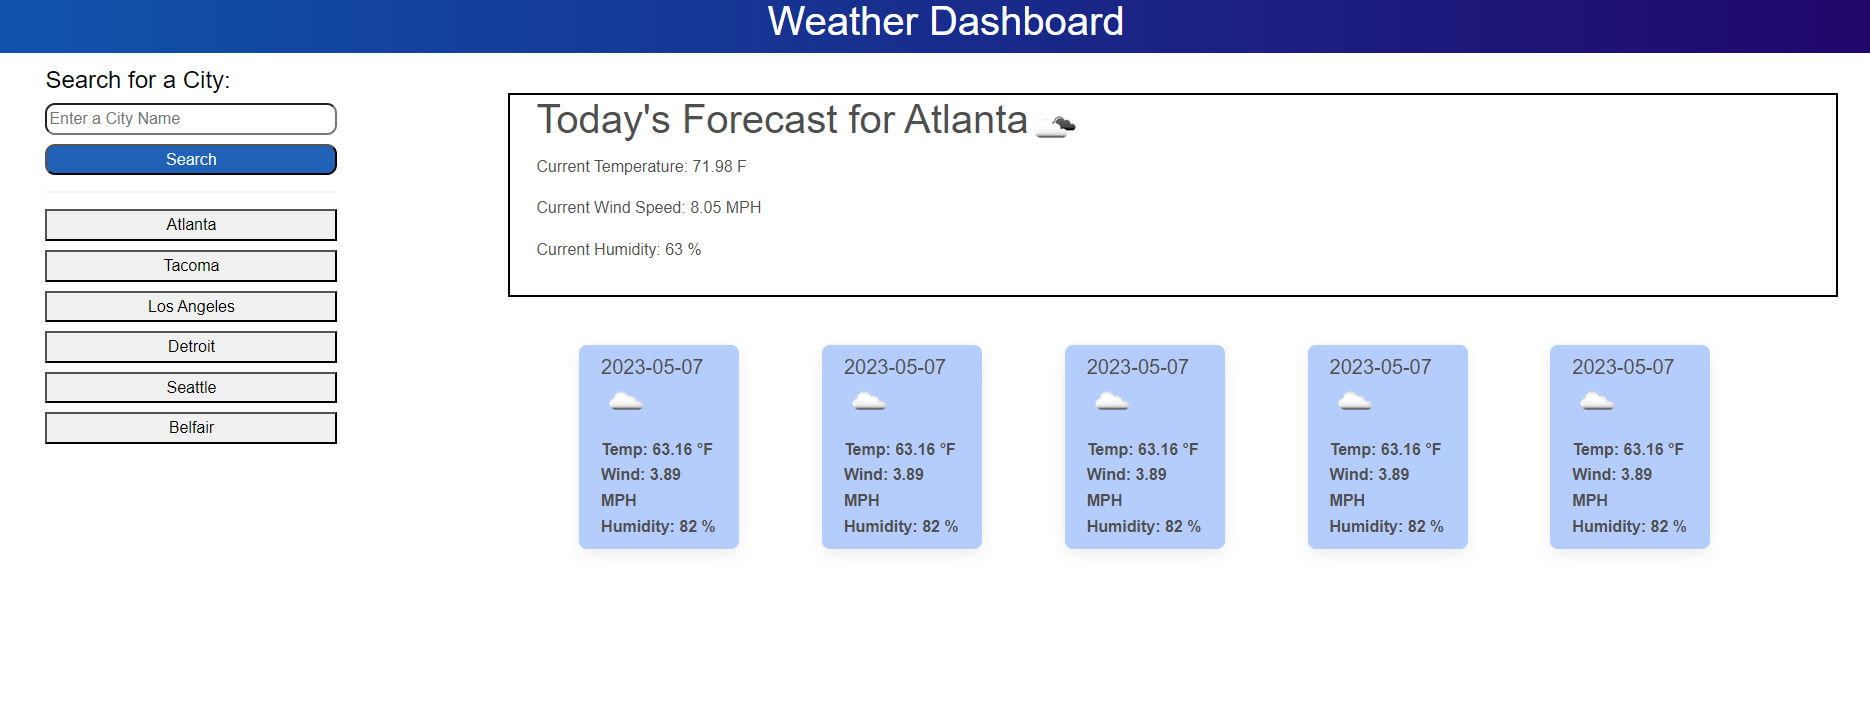 Weather Dashboard
Search for a City:
Enter a City Name
Search
Atlanta
Tacoma
Los Angeles
Detroit
Seattle
Belfair
Today's Forecast for Atlanta
Current Temperature: 71.98 F
Current Wind Speed: 8.05 MPH
Current Humidity: 63 %
2023-05-07
Temp: 63.16 °F
Wind: 3.89
MPH
Humidity: 82 %
2023-05-07
Temp: 63.16 °F
Wind: 3.89
MPH
Humidity: 82 %
2023-05-07
Temp: 63.16 °F
Wind: 3.89
MPH
Humidity: 82 %
2023-05-07
Temp: 63.16 °F
Wind: 3.89
MPH
Humidity: 82 %
2023-05-07
Temp: 63.16 °F
Wind: 3.89
MPH
Humidity: 82 %